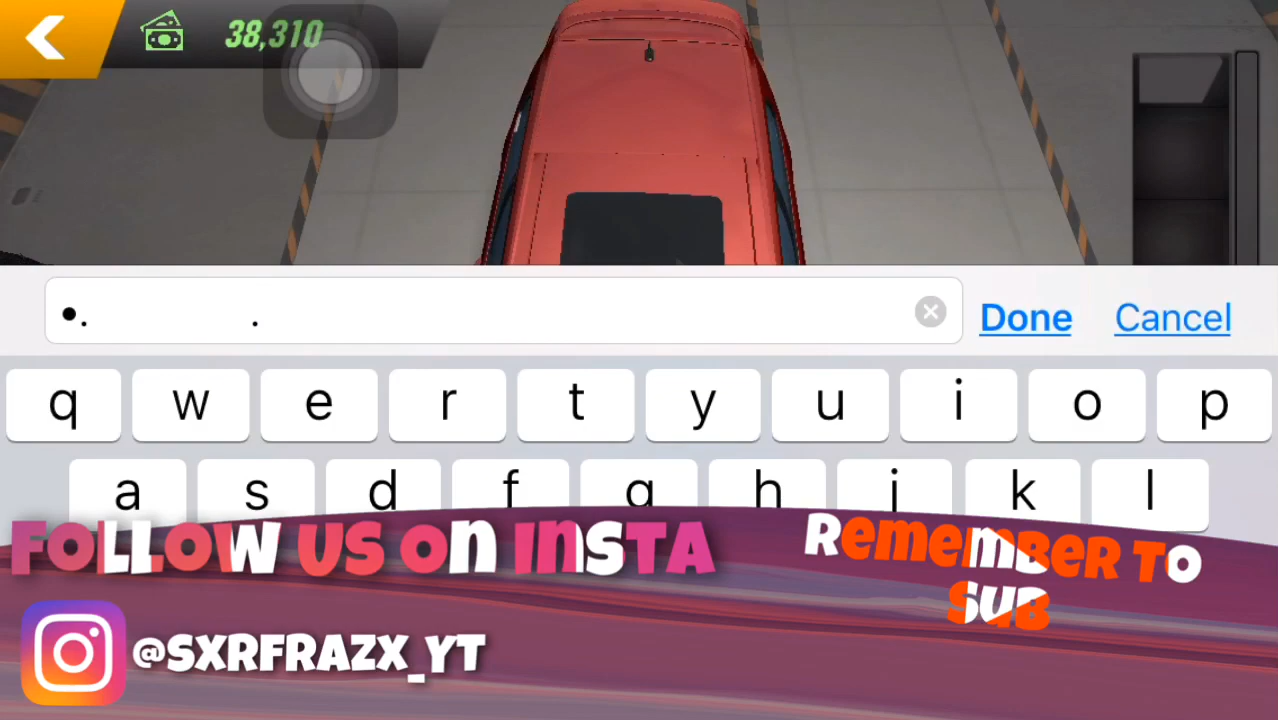 38,310
●. .
Done
Cancel
q w e r t y u i o p
a s d f g h j k l
FOLLOW US ON INSTA
REMEMBER TO
SUB
@SXRFRAZX_YT